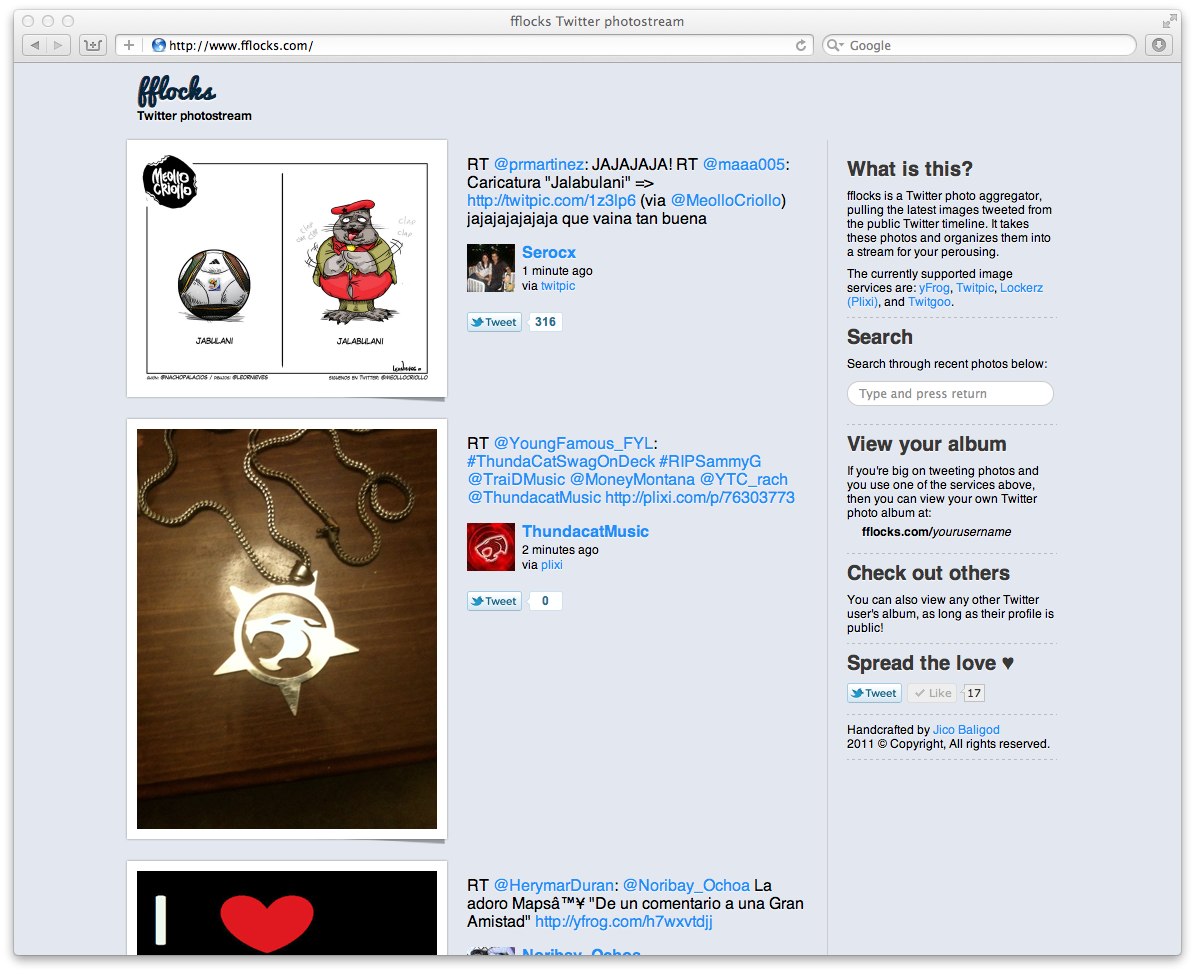 fflocks Twitter photostream
http://www.fflocks.com/
Google
fflocks
Twitter photostream
MEOLLO
CRIOLLO
CLAP
CLAP
CLAP
JABULANI
JALABULANI
GUION: @NACHOPALACIOS / DIBUJOS: @LEORNIEVES
SIGUENOS EN TWITTER: @MEOLLOCRIOLLO
RT @prmartinez: JAJAJAJA! RT @maaa005:
Caricatura "Jalabulani" =>
http://twitpic.com/1z3lp6 (via @MeolloCriollo)
jajajajajajaja que vaina tan buena
Serocx
1 minute ago
via twitpic
Tweet 316
RT @YoungFamous_FYL:
#ThundaCatSwagOnDeck #RIPSammyG
@TraiDMusic @MoneyMontana @YTC_rach
@ThundacatMusic http://plixi.com/p/76303773
ThundacatMusic
2 minutes ago
via plixi
Tweet 0
I
RT @HerymarDuran: @Noribay_Ochoa La
adoro Mapsâ™¥ "De un comentario a una Gran
Amistad" http://yfrog.com/h7wxvtdjj
Noribay_Ochoa
What is this?
fflocks is a Twitter photo aggregator,
pulling the latest images tweeted from
the public Twitter timeline. It takes
these photos and organizes them into
a stream for your perusing.
The currently supported image
services are: yFrog, Twitpic, Lockerz
(Plixi), and Twitgoo.
Search
Search through recent photos below:
Type and press return
View your album
If you're big on tweeting photos and
you use one of the services above,
then you can view your own Twitter
photo album at:
fflocks.com/yourusername
Check out others
You can also view any other Twitter
user's album, as long as their profile is
public!
Spread the love ♥
Tweet Like 17
Handcrafted by Jico Baligod
2011 © Copyright, All rights reserved.